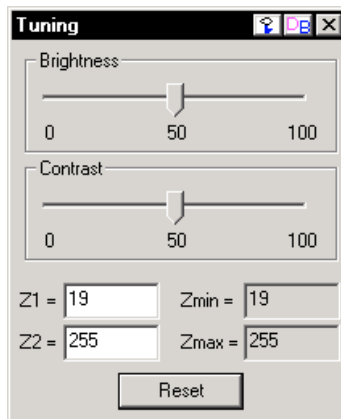 Tuning DB
Brightness
0 50 100
Contrast
0 50 100
Z1 = 19 Zmin = 19
Z2 = 255 Zmax = 255
Reset